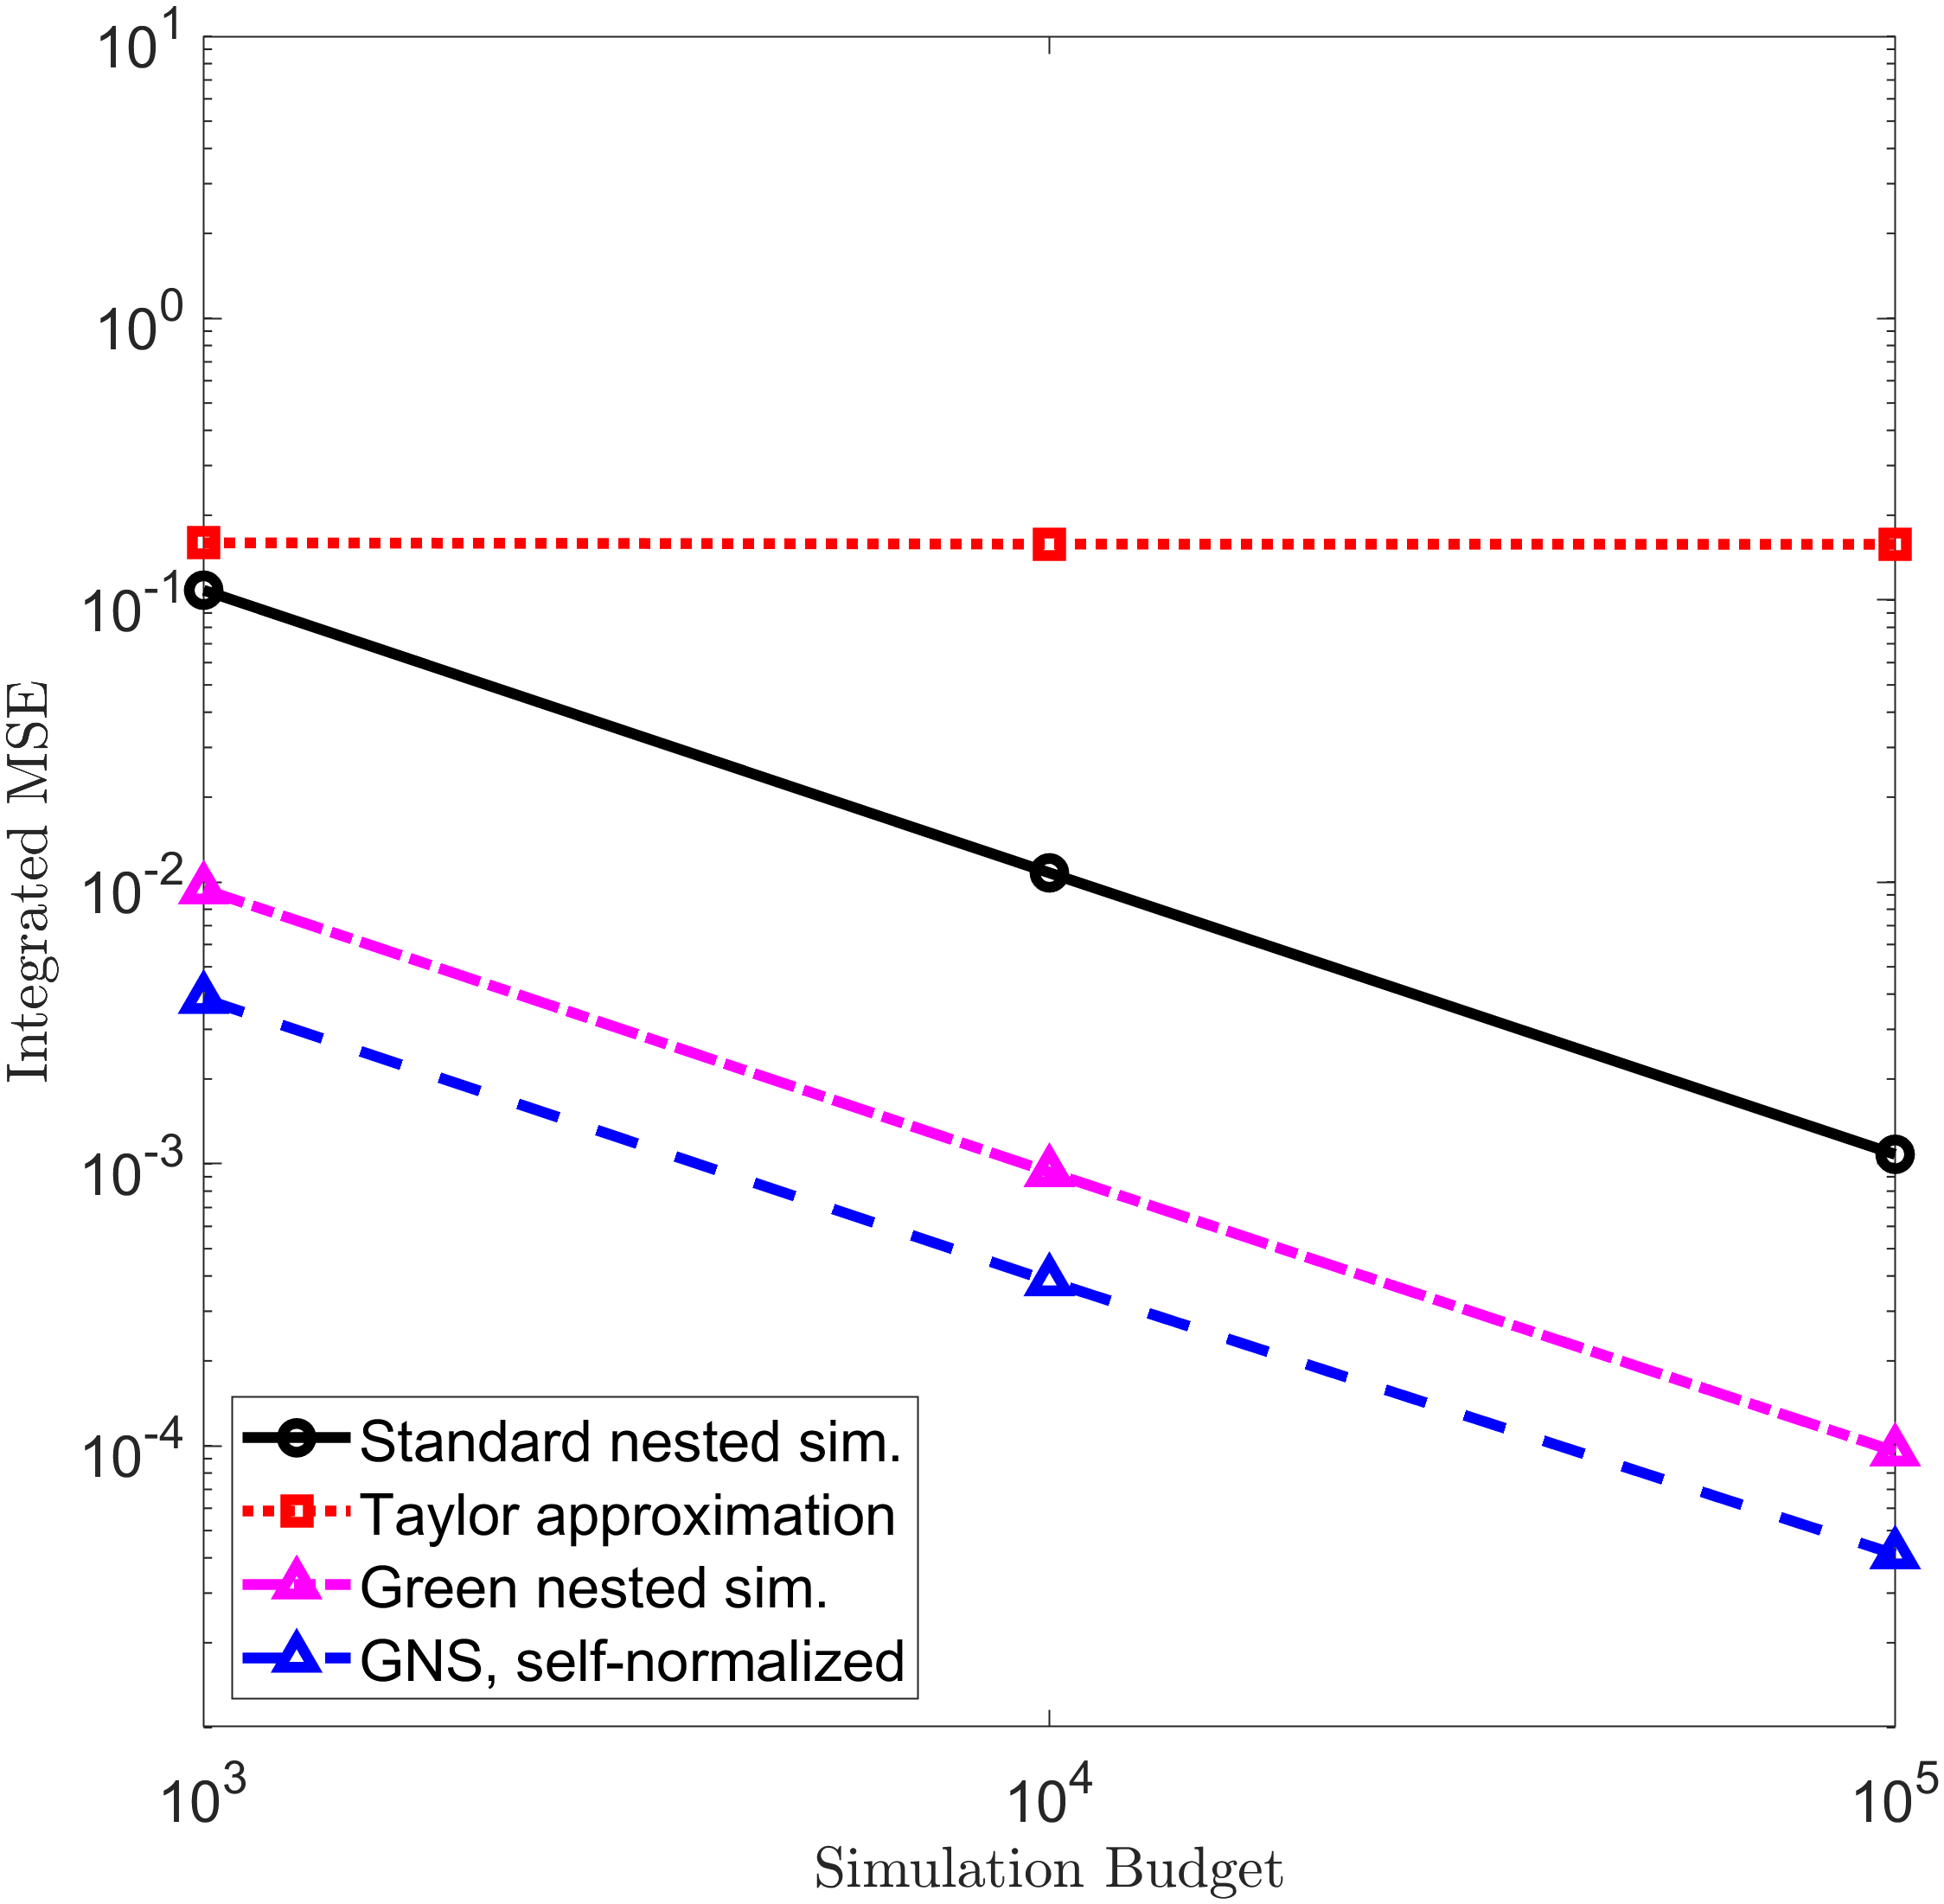 10^1
10^0
10^-1
10^-2
10^-3
10^-4
Integrated MSE
Standard nested sim.
Taylor approximation
Green nested sim.
GNS, self-normalized
10^3
10^4
10^5
Simulation Budget